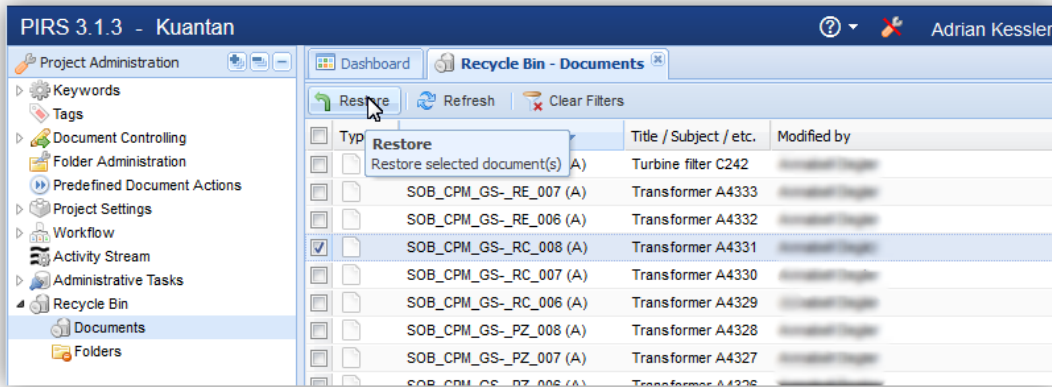 PIRS 3.1.3 - Kuantan
Adrian Kessler
Project Administration
Keywords
Tags
Document Controlling
Folder Administration
Predefined Document Actions
Project Settings
Workflow
Activity Stream
Administrative Tasks
Recycle Bin
Documents
Folders
Dashboard
Recycle Bin - Documents
Restore
Refresh
Clear Filters
Title / Subject / etc.
Modified by
Restore
Restore selected document(s)
(A) Turbine filter C242
SOB_CPM_GS-_RE_007 (A) Transformer A4333
SOB_CPM_GS-_RE_006 (A) Transformer A4332
SOB_CPM_GS-_RC_008 (A) Transformer A4331
SOB_CPM_GS-_RC_007 (A) Transformer A4330
SOB_CPM_GS-_RC_006 (A) Transformer A4329
SOB_CPM_GS-_PZ_008 (A) Transformer A4328
SOB_CPM_GS-_PZ_007 (A) Transformer A4327
SOB_CPM_GS-_PZ_006 (A) Transformer A4326